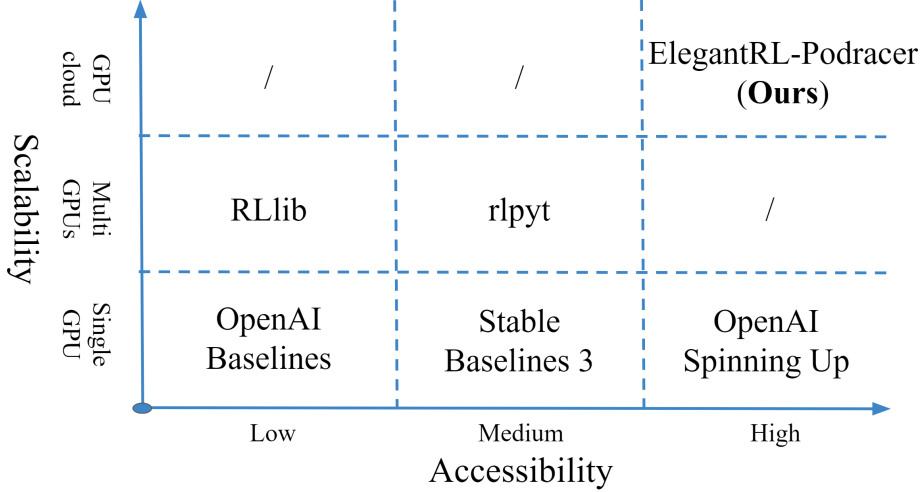 Scalability
GPU
cloud
/
/
ElegantRL-Podracer
(Ours)
Multi
GPUs
RLlib
rlpyt
/
Single
GPU
OpenAI
Baselines
Stable
Baselines 3
OpenAI
Spinning Up
Low
Medium
High
Accessibility